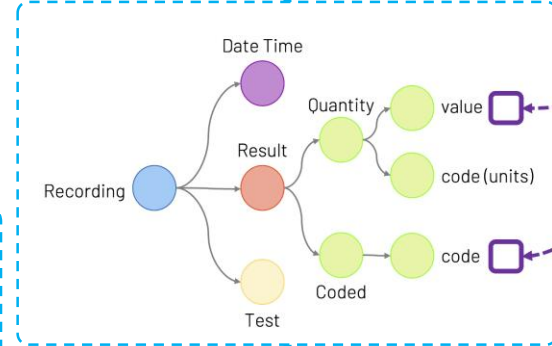 Date Time
Quantity
value
Result
code (units)
Recording
code
Coded
Test